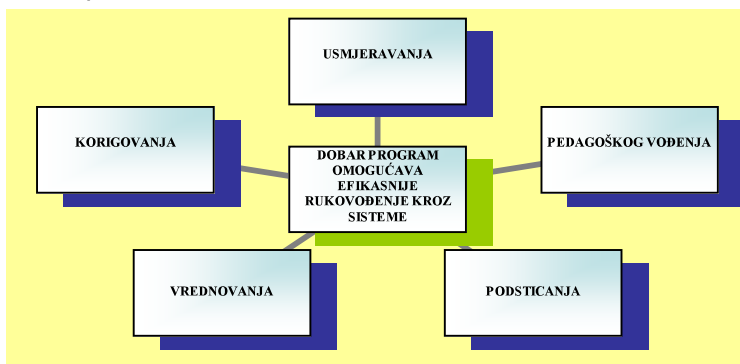 USMJERAVANJA
KORIGOVANJA
PEDAGOŠKOG VOĐENJA
DOBAR PROGRAM
OMOGUĆAVA
EFIKASNIJE
RUKOVOĐENJE KROZ
SISTEME
VREDNOVANJA
PODSTICANJA